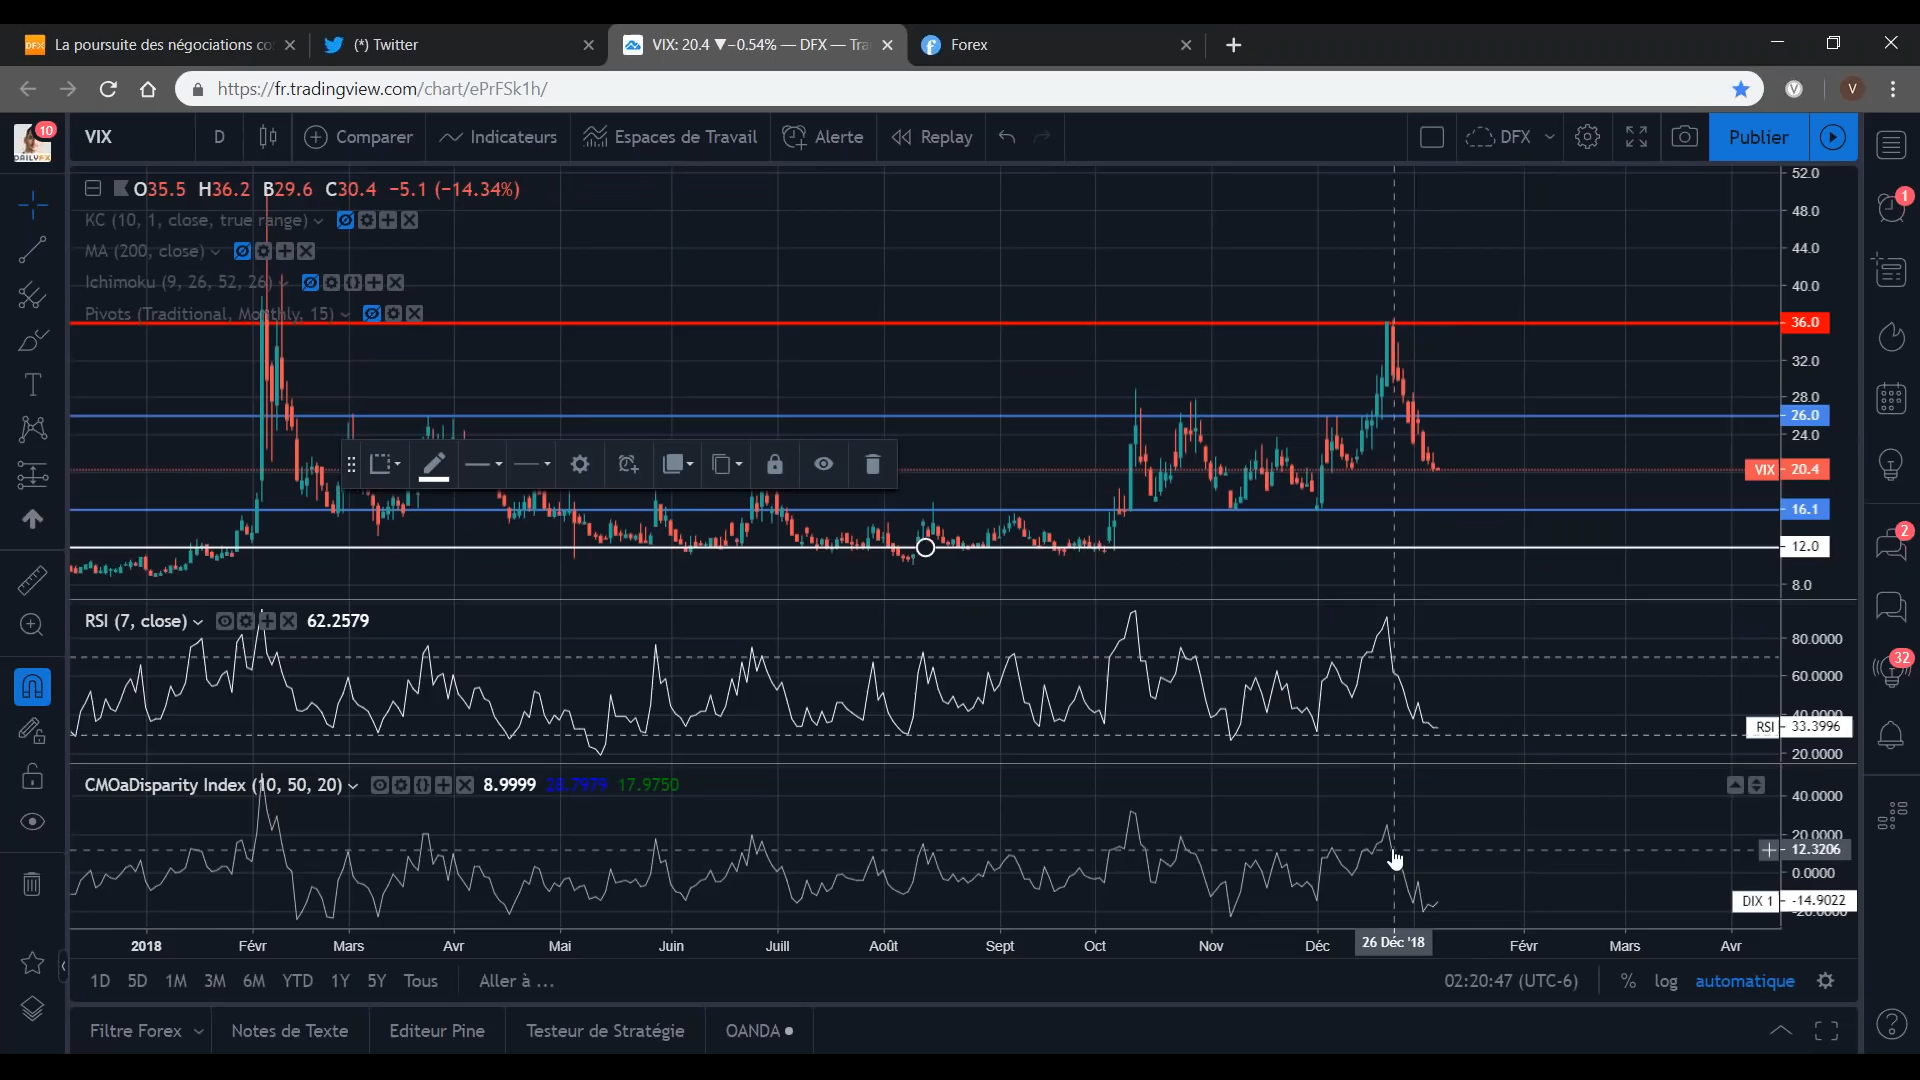 DFX La poursuite des négociations co
(*) Twitter
VIX: 20.4 ▼−0.54% — DFX — Tra
Forex
https://fr.tradingview.com/chart/ePrFSk1h/
V
V
10
DAILYFX
VIX
D
Comparer
Indicateurs
Espaces de Travail
Alerte
Replay
DFX
Publier
O35.5 H36.2 B29.6 C30.4 −5.1 (−14.34%)
KC (10, 1, close, true range)
MA (200, close)
Ichimoku (9, 26, 52, 26)
Pivots (Traditional, Monthly, 15)
52.0
48.0
44.0
40.0
36.0
32.0
28.0
26.0
24.0
VIX 20.4
16.1
12.0
8.0
RSI (7, close) 62.2579
80.0000
60.0000
40.0000
RSI 33.3996
20.0000
CMOaDisparity Index (10, 50, 20) 8.9999 28.7979 17.9750
40.0000
20.0000
12.3206
0.0000
DIX 1 -14.9022
-20.0000
2018 Févr Mars Avr Mai Juin Juill Août Sept Oct Nov Déc 26 Déc '18 Févr Mars Avr
1D 5D 1M 3M 6M YTD 1Y 5Y Tous Aller à ...
02:20:47 (UTC-6) % log automatique
Filtre Forex Notes de Texte Editeur Pine Testeur de Stratégie OANDA
1
2
32